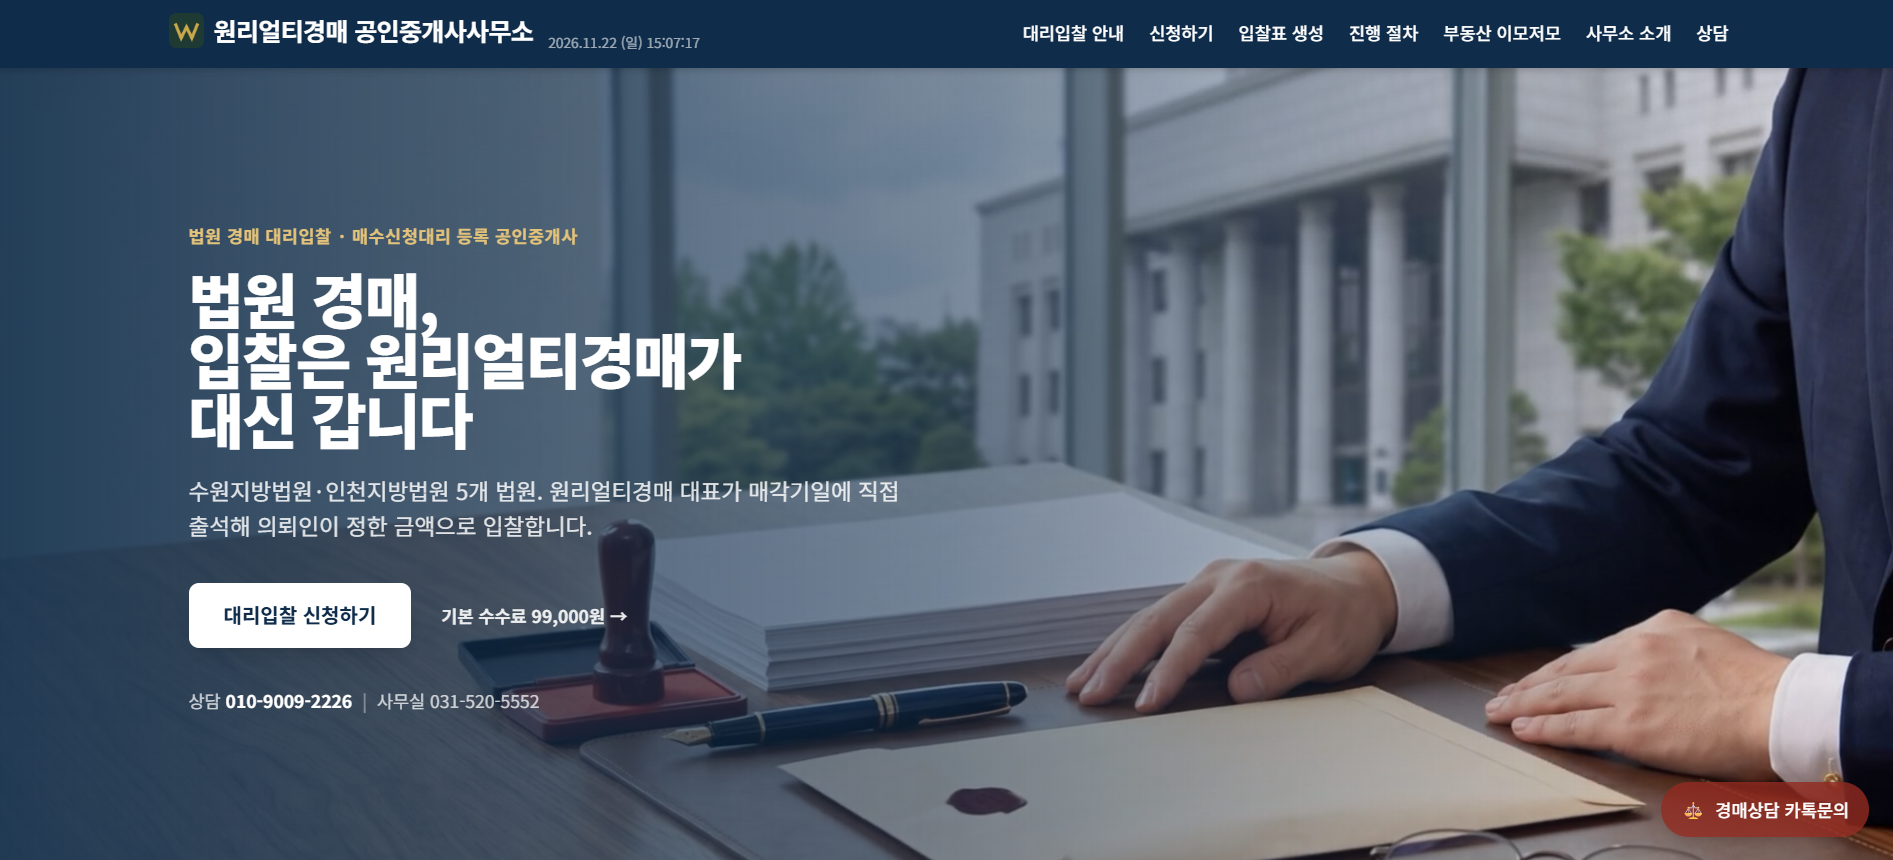 원리얼티경매 공인중개사사무소
2026.11.22 (일) 15:07:17
대리입찰 안내 신청하기 입찰표 생성 진행 절차 부동산 이모저모 사무소 소개 상담
법원 경매 대리입찰 · 매수신청대리 등록 공인중개사
법원 경매,
입찰은 원리얼티경매가
대신 갑니다
수원지방법원·인천지방법원 5개 법원. 원리얼티경매 대표가 매각기일에 직접
출석해 의뢰인이 정한 금액으로 입찰합니다.
대리입찰 신청하기
기본 수수료 99,000원 →
상담 010-9009-2226 | 사무실 031-520-5552
경매상담 카톡문의